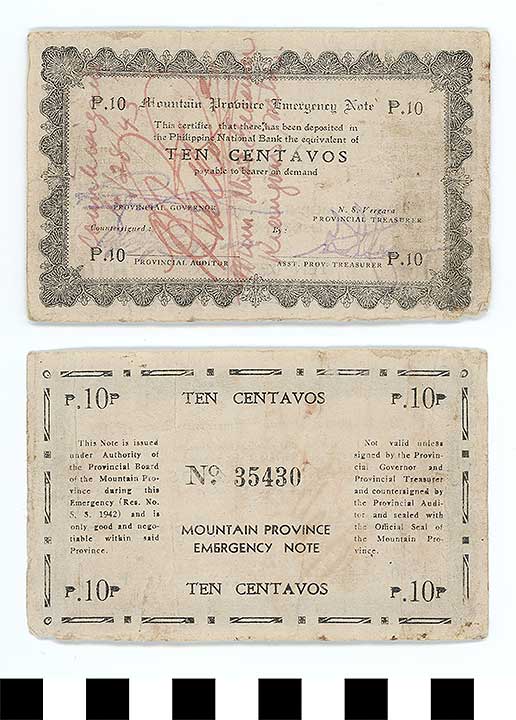 ₱.10 Mountain Province Emergency Note ₱.10
This certifies that there has been deposited in
the Philippine National Bank the equivalent of
TEN CENTAVOS
payable to bearer on demand
PROVINCIAL GOVERNOR
N. S. Vergara
PROVINCIAL TREASURER
Countersigned :
By :
₱.10 PROVINCIAL AUDITOR
ASST. PROV. TREASURER ₱.10
₱.10₱ TEN CENTAVOS ₱.10₱
This Note is issued
under Authority of
the Provincial Board
of the Mountain Pro-
vince during this
Emergency (Res. No.
S. 5. 1942) and is
only good and nego-
tiable within said
Province.
No. 35430
MOUNTAIN PROVINCE
EMERGENCY NOTE
Not valid unless
signed by the Provin-
cial Governor and
Provincial Treasurer
and countersigned by
the Provincial Audi-
tor and sealed with
the Official Seal of
the Mountain Pro-
vince.
₱.10₱ TEN CENTAVOS ₱.10₱